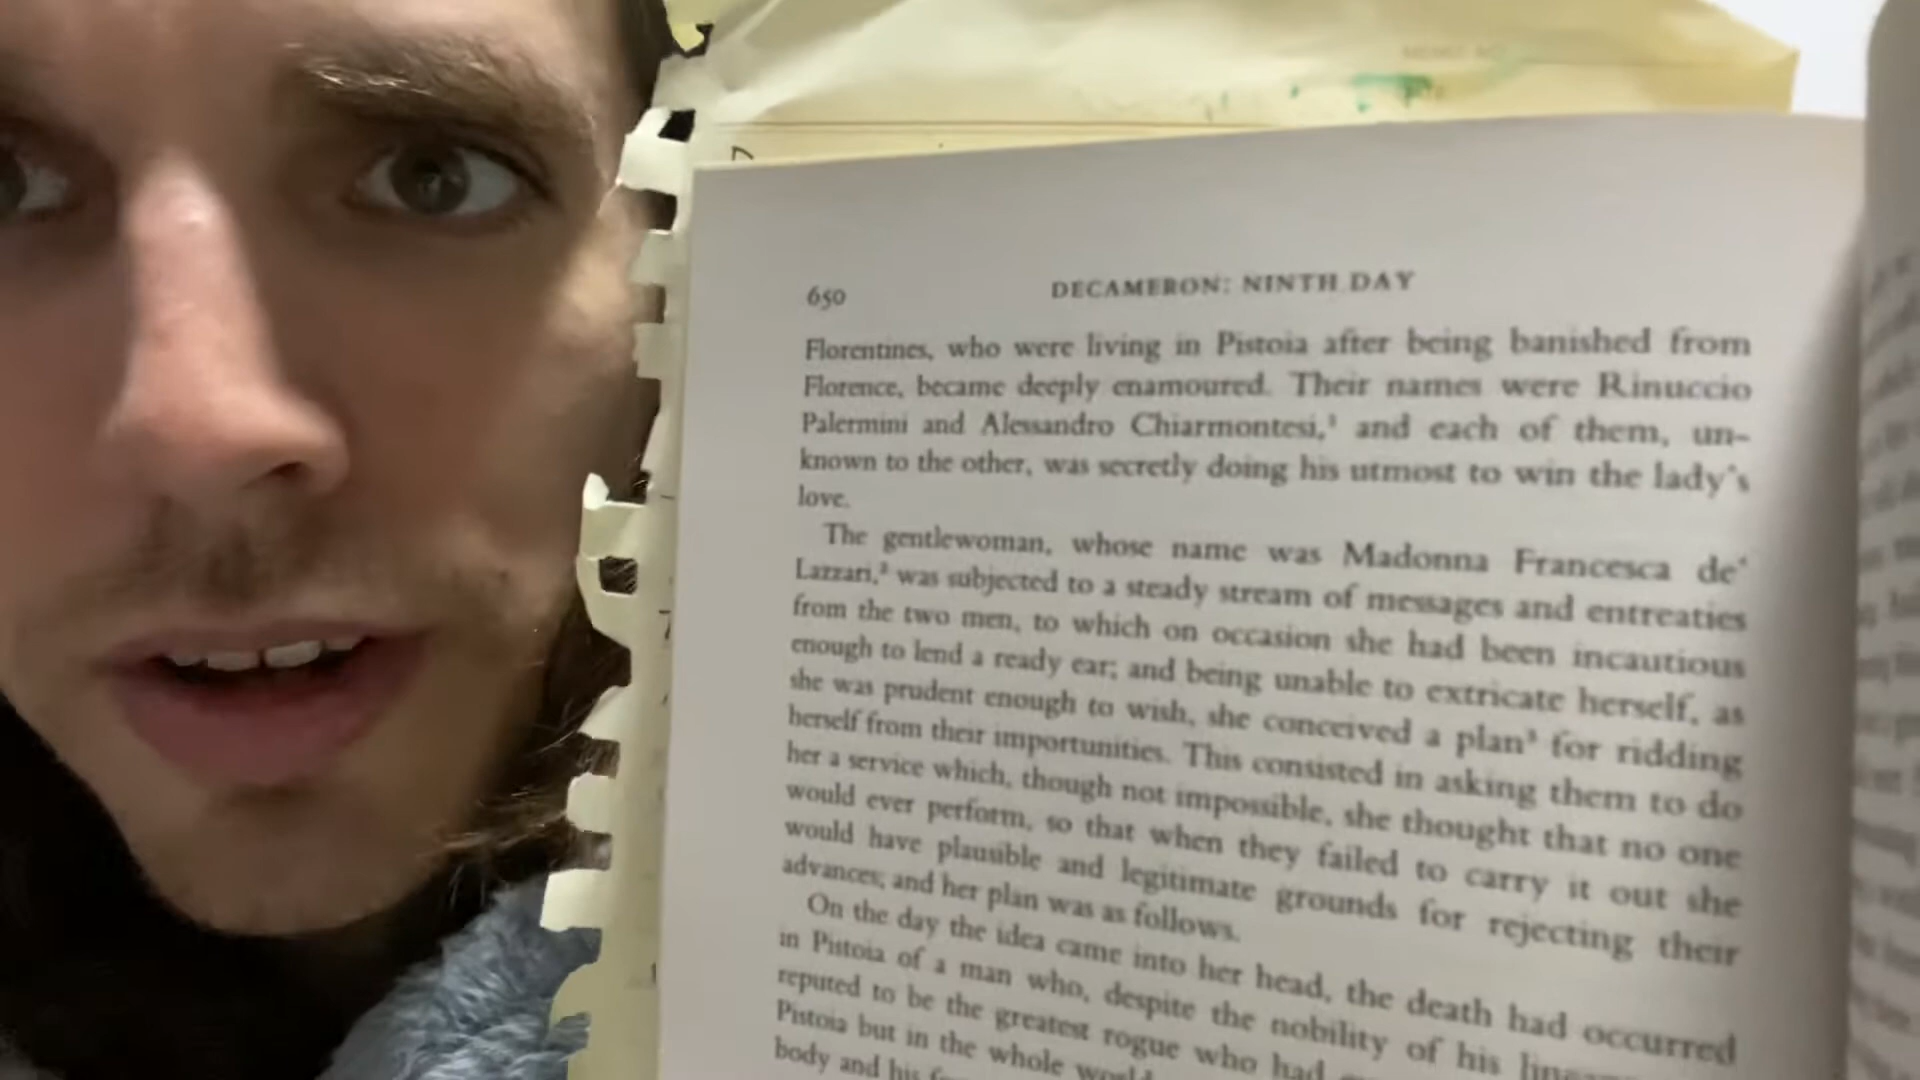 650
DECAMERON: NINTH DAY
Florentines, who were living in Pistoia after being banished from
Florence, became deeply enamoured. Their names were Rinuccio
Palermini and Alessandro Chiarmontesi,¹ and each of them, un-
known to the other, was secretly doing his utmost to win the lady's
love.
The gentlewoman, whose name was Madonna Francesca de'
Lazzari,² was subjected to a steady stream of messages and entreaties
from the two men, to which on occasion she had been incautious
enough to lend a ready ear; and being unable to extricate herself, as
she was prudent enough to wish, she conceived a plan³ for ridding
herself from their importunities. This consisted in asking them to do
her a service which, though not impossible, she thought that no one
would ever perform, so that when they failed to carry it out she
would have plausible and legitimate grounds for rejecting their
advances; and her plan was as follows.
On the day the idea came into her head, the death had occurred
in Pistoia of a man who, despite the nobility of his
reputed to be the greatest rogue who had
Pistoia but in the whole
body and his